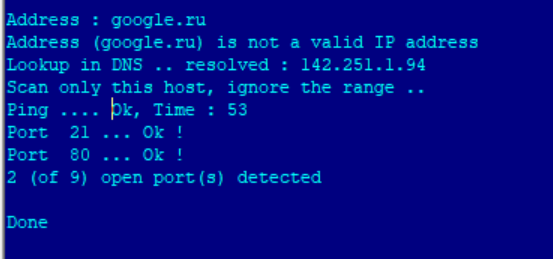 Address : google.ru
Address (google.ru) is not a valid IP address
Lookup in DNS .. resolved : 142.251.1.94
Scan only this host, ignore the range ..
Ping .... Ok, Time : 53
Port  21 ... Ok !
Port  80 ... Ok !
2 (of 9) open port(s) detected
Done